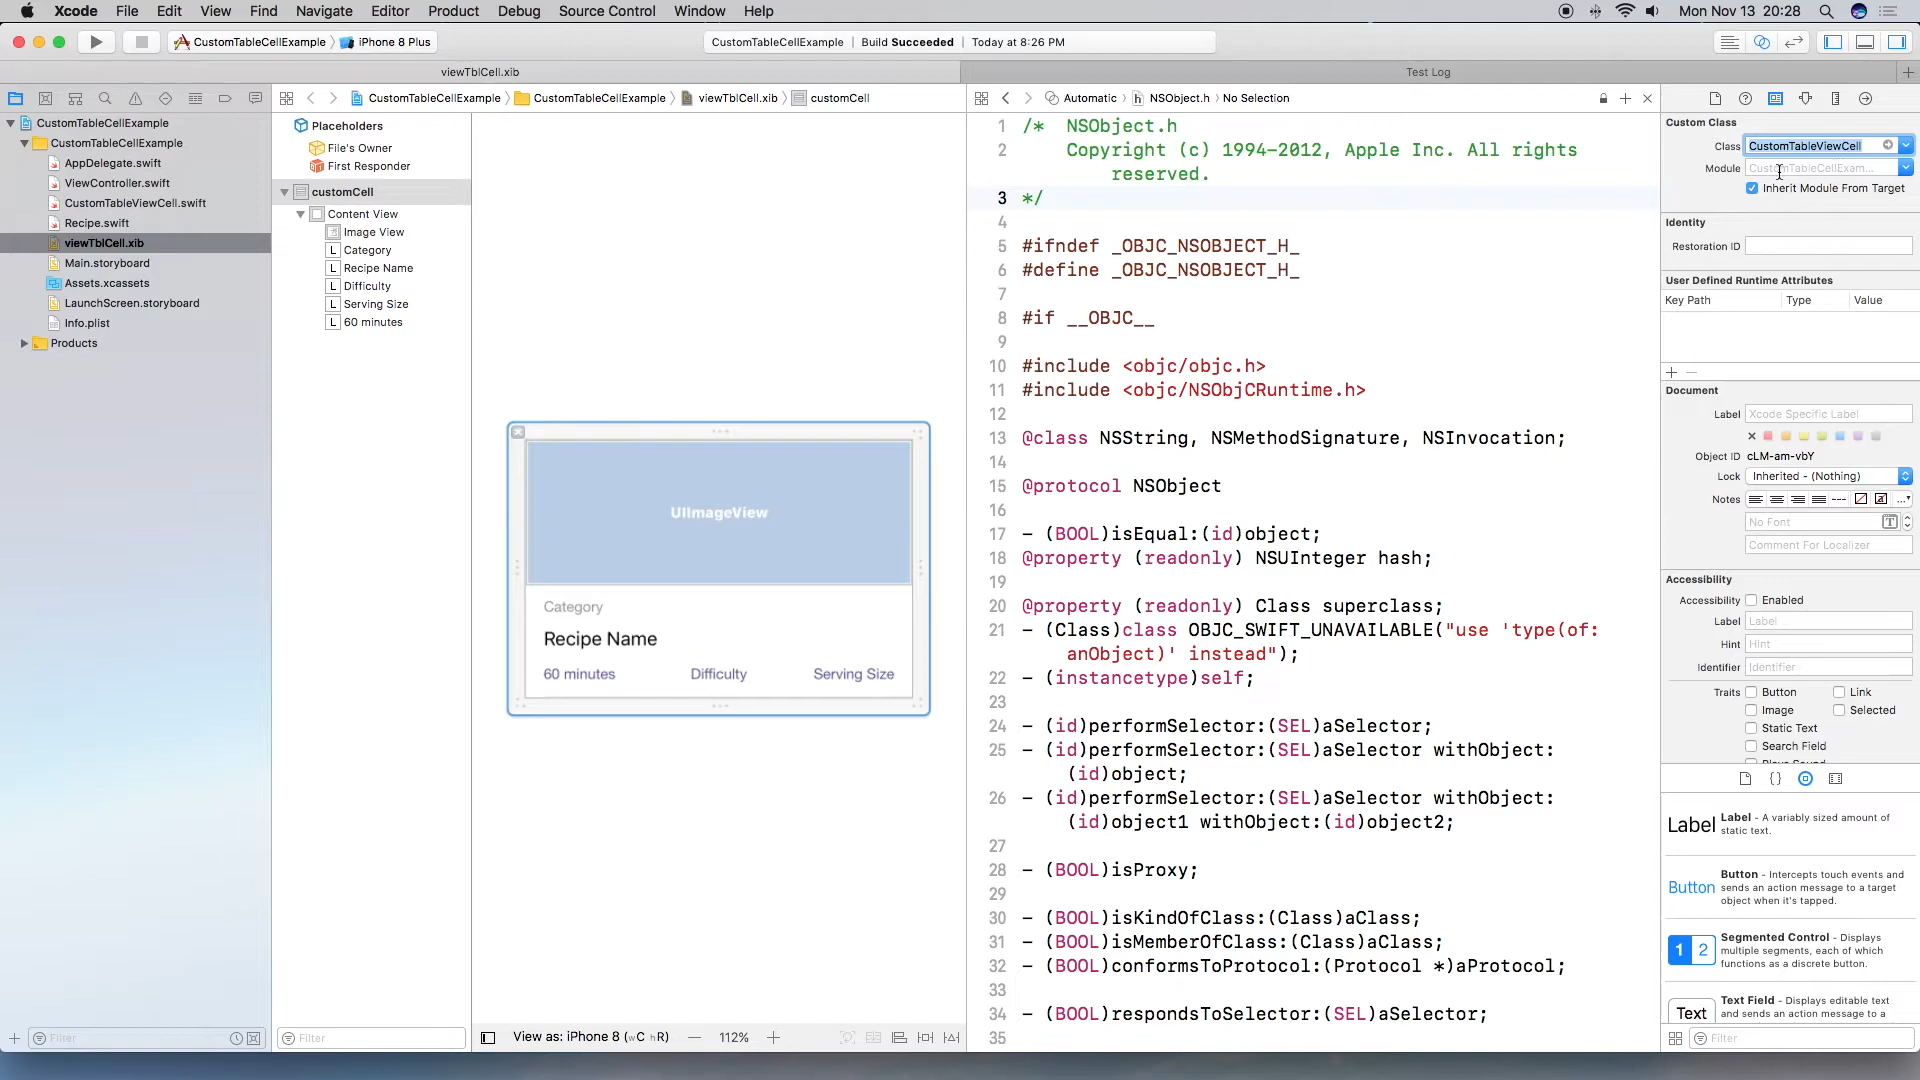 Xcode File Edit View Find Navigate Editor Product Debug Source Control Window Help Mon Nov 13 20:28
CustomTableCellExample iPhone 8 Plus CustomTableCellExample Build Succeeded Today at 8:26 PM
viewTblCell.xib Test Log
CustomTableCellExample CustomTableCellExample viewTblCell.xib customCell
Automatic NSObject.h No Selection
CustomTableCellExample
CustomTableCellExample
AppDelegate.swift
ViewController.swift
CustomTableViewCell.swift
Recipe.swift
viewTblCell.xib
Main.storyboard
Assets.xcassets
LaunchScreen.storyboard
Info.plist
Products
Filter
Placeholders
File's Owner
First Responder
customCell
Content View
Image View
L Category
L Recipe Name
L Difficulty
L Serving Size
L 60 minutes
Filter
UIImageView
Category
Recipe Name
60 minutes Difficulty Serving Size
View as: iPhone 8 (wC hR) 112%
1 /* NSObject.h
2 Copyright (c) 1994-2012, Apple Inc. All rights
reserved.
3 */
4
5 #ifndef _OBJC_NSOBJECT_H_
6 #define _OBJC_NSOBJECT_H_
7
8 #if __OBJC__
9
10 #include <objc/objc.h>
11 #include <objc/NSObjCRuntime.h>
12
13 @class NSString, NSMethodSignature, NSInvocation;
14
15 @protocol NSObject
16
17 - (BOOL)isEqual:(id)object;
18 @property (readonly) NSUInteger hash;
19
20 @property (readonly) Class superclass;
21 - (Class)class OBJC_SWIFT_UNAVAILABLE("use 'type(of:
anObject)' instead");
22 - (instancetype)self;
23
24 - (id)performSelector:(SEL)aSelector;
25 - (id)performSelector:(SEL)aSelector withObject:
(id)object;
26 - (id)performSelector:(SEL)aSelector withObject:
(id)object1 withObject:(id)object2;
27
28 - (BOOL)isProxy;
29
30 - (BOOL)isKindOfClass:(Class)aClass;
31 - (BOOL)isMemberOfClass:(Class)aClass;
32 - (BOOL)conformsToProtocol:(Protocol *)aProtocol;
33
34 - (BOOL)respondsToSelector:(SEL)aSelector;
35
Custom Class
Class CustomTableViewCell
Module CustomTableCellExam...
Inherit Module From Target
Identity
Restoration ID
User Defined Runtime Attributes
Key Path Type Value
Document
Label Xcode Specific Label
Object ID cLM-am-vbY
Lock Inherited - (Nothing)
Notes
No Font
Comment For Localizer
Accessibility
Accessibility Enabled
Label Label
Hint Hint
Identifier Identifier
Traits Button Link
Image Selected
Static Text
Search Field
Label Label - A variably sized amount of
static text.
Button Button - Intercepts touch events and
sends an action message to a target
object when it's tapped.
1 2 Segmented Control - Displays
multiple segments, each of which
functions as a discrete button.
Text Text Field - Displays editable text
and sends an action message to a
Filter